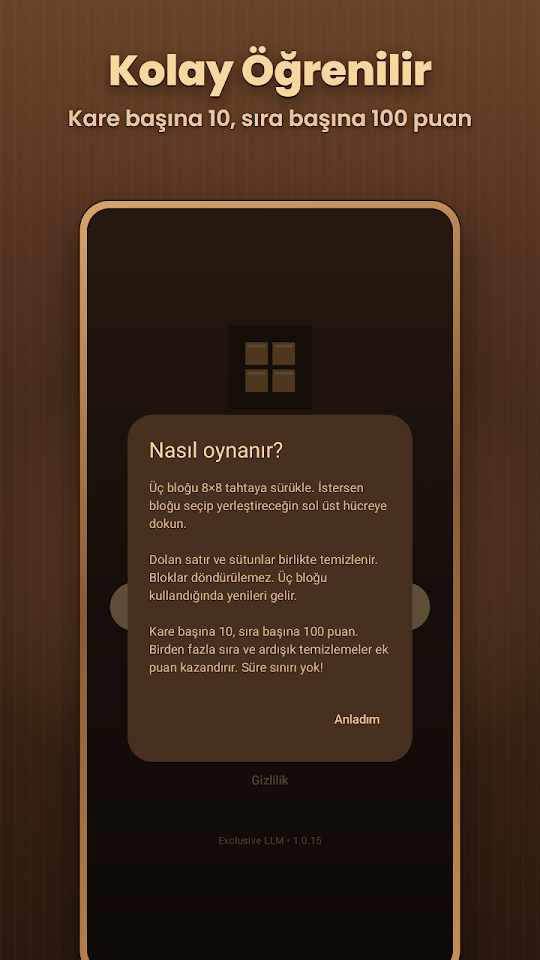 Kolay Öğrenilir
Kare başına 10, sıra başına 100 puan
Nasıl oynanır?
Üç bloğu 8×8 tahtaya sürükle. İstersen
bloğu seçip yerleştireceğin sol üst hücreye
dokun.
Dolan satır ve sütunlar birlikte temizlenir.
Bloklar döndürülemez. Üç bloğu
kullandığında yenileri gelir.
Kare başına 10, sıra başına 100 puan.
Birden fazla sıra ve ardışık temizlemeler ek
puan kazandırır. Süre sınırı yok!
Anladım
Gizlilik
Exclusive LLM • 1.0.15